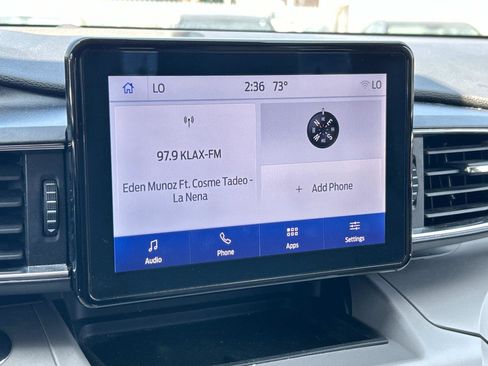 LO 2:36 73° LO
97.9 KLAX-FM
Eden Munoz Ft. Cosme Tadeo -
La Nena
+ Add Phone
Audio Phone Apps Settings